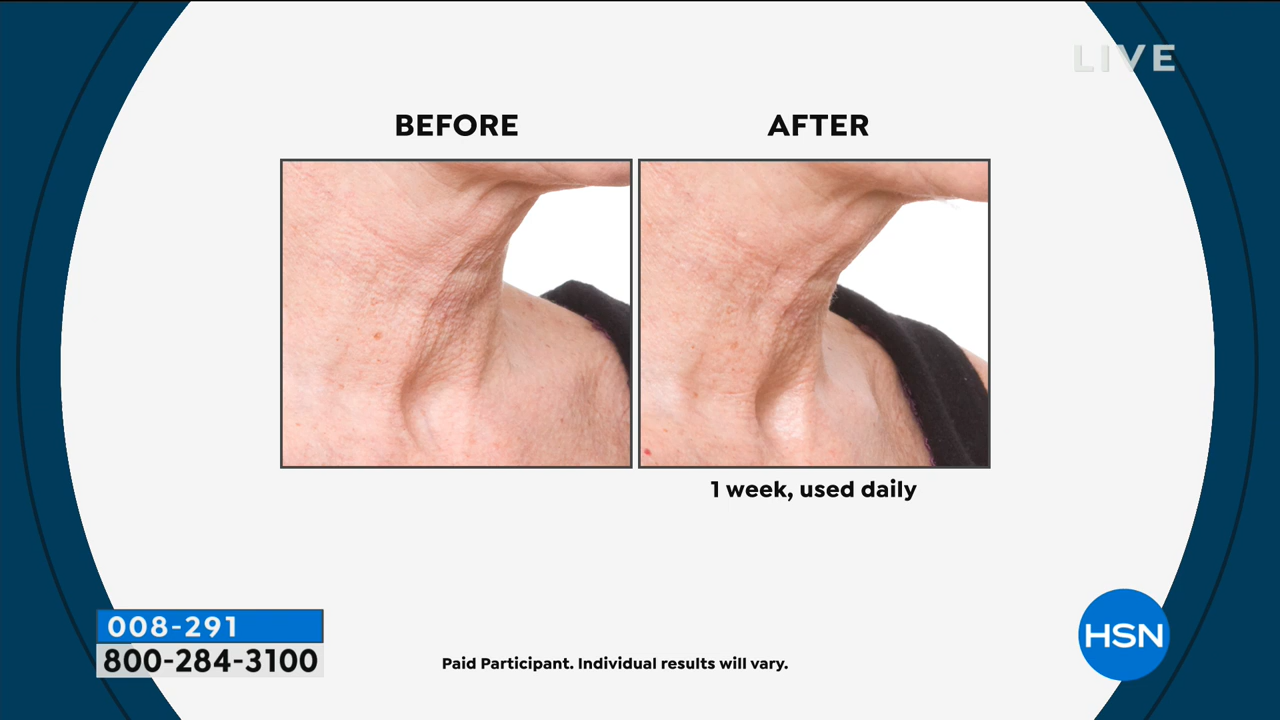 LIVE
BEFORE
AFTER
1 week, used daily
008-291
800-284-3100
Paid Participant. Individual results will vary.
HSN